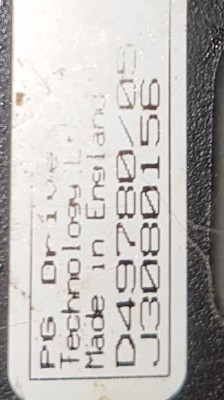 PG Drive
Technology L
Made in England
D49780/05
J3080156